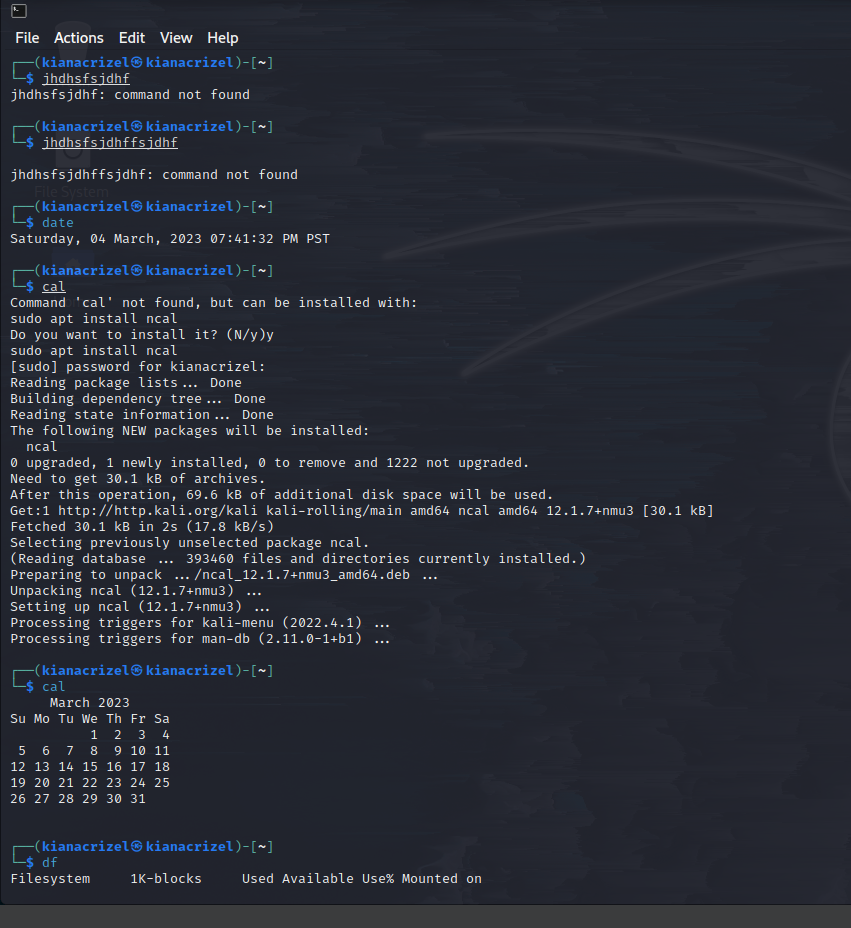 File Actions Edit View Help
┌──(kianacrizel㉿kianacrizel)-[~]
└─$ jhdhsfsjdhf
jhdhsfsjdhf: command not found
┌──(kianacrizel㉿kianacrizel)-[~]
└─$ jhdhsfsjdhffsjdhf
jhdhsfsjdhffsjdhf: command not found
File System
┌──(kianacrizel㉿kianacrizel)-[~]
└─$ date
Saturday, 04 March, 2023 07:41:32 PM PST
┌──(kianacrizel㉿kianacrizel)-[~]
└─$ cal
Command 'cal' not found, but can be installed with:
sudo apt install ncal
Do you want to install it? (N/y)y
sudo apt install ncal
[sudo] password for kianacrizel:
Reading package lists... Done
Building dependency tree... Done
Reading state information... Done
The following NEW packages will be installed:
  ncal
0 upgraded, 1 newly installed, 0 to remove and 1222 not upgraded.
Need to get 30.1 kB of archives.
After this operation, 69.6 kB of additional disk space will be used.
Get:1 http://http.kali.org/kali kali-rolling/main amd64 ncal amd64 12.1.7+nmu3 [30.1 kB]
Fetched 30.1 kB in 2s (17.8 kB/s)
Selecting previously unselected package ncal.
(Reading database ... 393460 files and directories currently installed.)
Preparing to unpack .../ncal_12.1.7+nmu3_amd64.deb ...
Unpacking ncal (12.1.7+nmu3) ...
Setting up ncal (12.1.7+nmu3) ...
Processing triggers for kali-menu (2022.4.1) ...
Processing triggers for man-db (2.11.0-1+b1) ...
┌──(kianacrizel㉿kianacrizel)-[~]
└─$ cal
     March 2023
Su Mo Tu We Th Fr Sa
          1  2  3  4
 5  6  7  8  9 10 11
12 13 14 15 16 17 18
19 20 21 22 23 24 25
26 27 28 29 30 31
┌──(kianacrizel㉿kianacrizel)-[~]
└─$ df
Filesystem     1K-blocks     Used Available Use% Mounted on